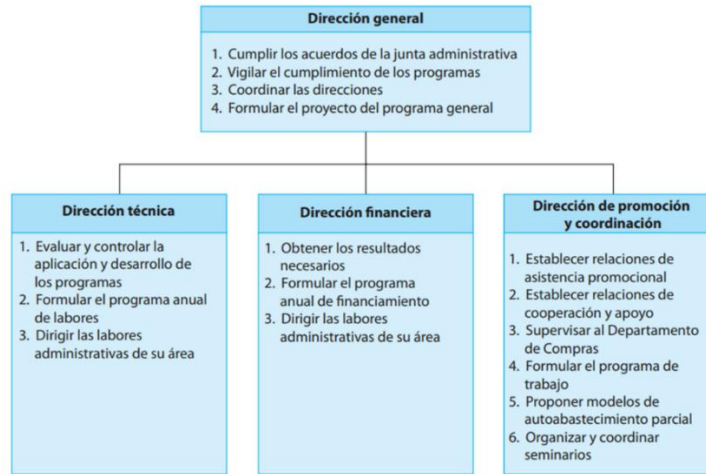 Dirección general
1. Cumplir los acuerdos de la junta administrativa
2. Vigilar el cumplimiento de los programas
3. Coordinar las direcciones
4. Formular el proyecto del programa general
Dirección técnica
1. Evaluar y controlar la
aplicación y desarrollo de
los programas
2. Formular el programa anual
de labores
3. Dirigir las labores
administrativas de su área
Dirección financiera
1. Obtener los resultados
necesarios
2. Formular el programa
anual de financiamiento
3. Dirigir las labores
administrativas de su área
Dirección de promoción
y coordinación
1. Establecer relaciones de
asistencia promocional
2. Establecer relaciones de
cooperación y apoyo
3. Supervisar al Departamento
de Compras
4. Formular el programa de
trabajo
5. Proponer modelos de
autoabastecimiento parcial
6. Organizar y coordinar
seminarios